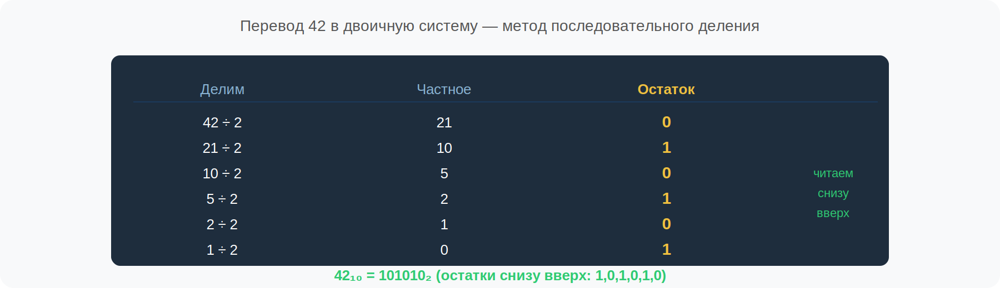 Перевод 42 в двоичную систему — метод последовательного деления
Делим Частное Остаток
42 ÷ 2 21 0
21 ÷ 2 10 1
10 ÷ 2 5 0
читаем
снизу
5 ÷ 2 2 1
вверх
2 ÷ 2 1 0
1 ÷ 2 0 1
42₁₀ = 101010₂ (остатки снизу вверх: 1,0,1,0,1,0)